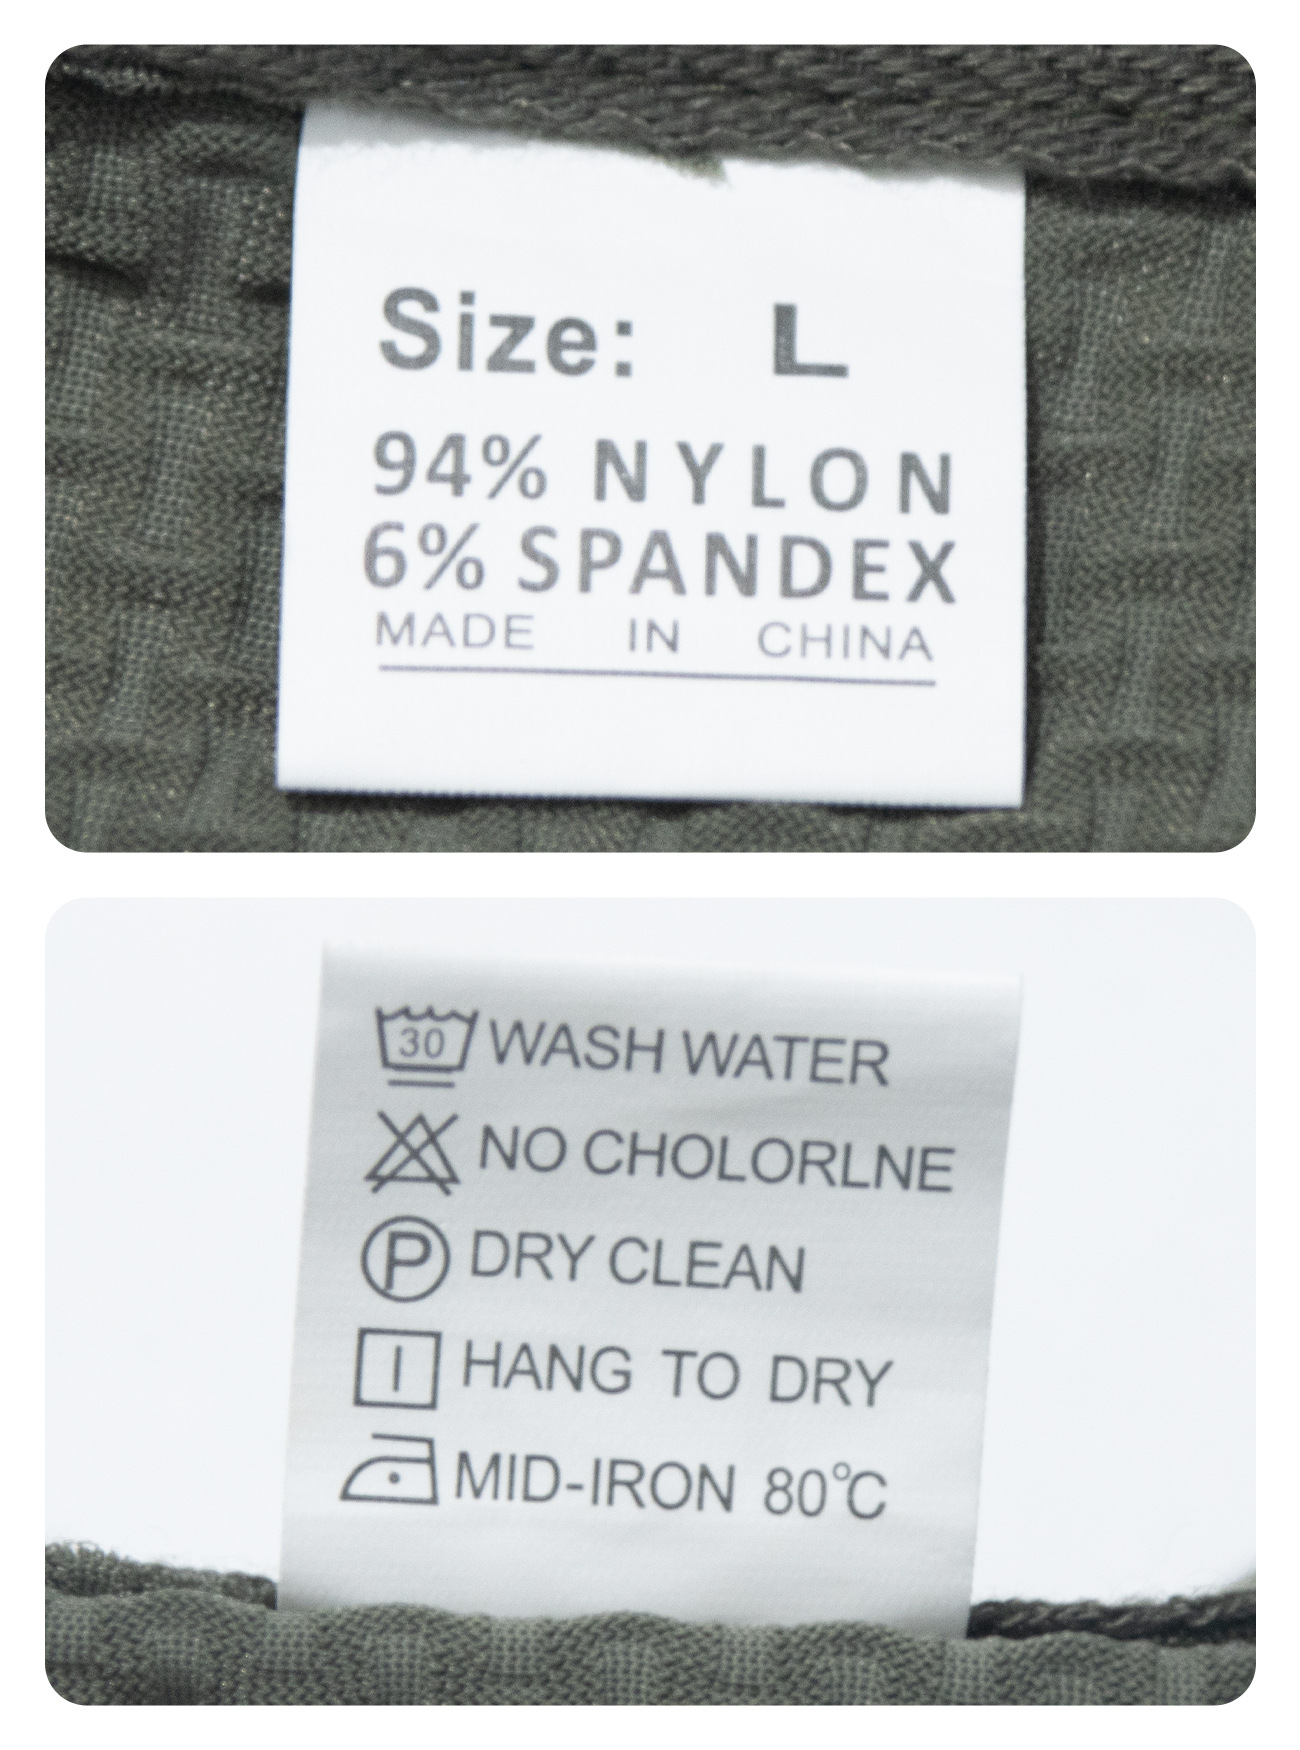 Size: L
94% NYLON
6% SPANDEX
MADE IN CHINA
30 WASH WATER
NO CHOLORLNE
P DRY CLEAN
HANG TO DRY
MID-IRON 80℃